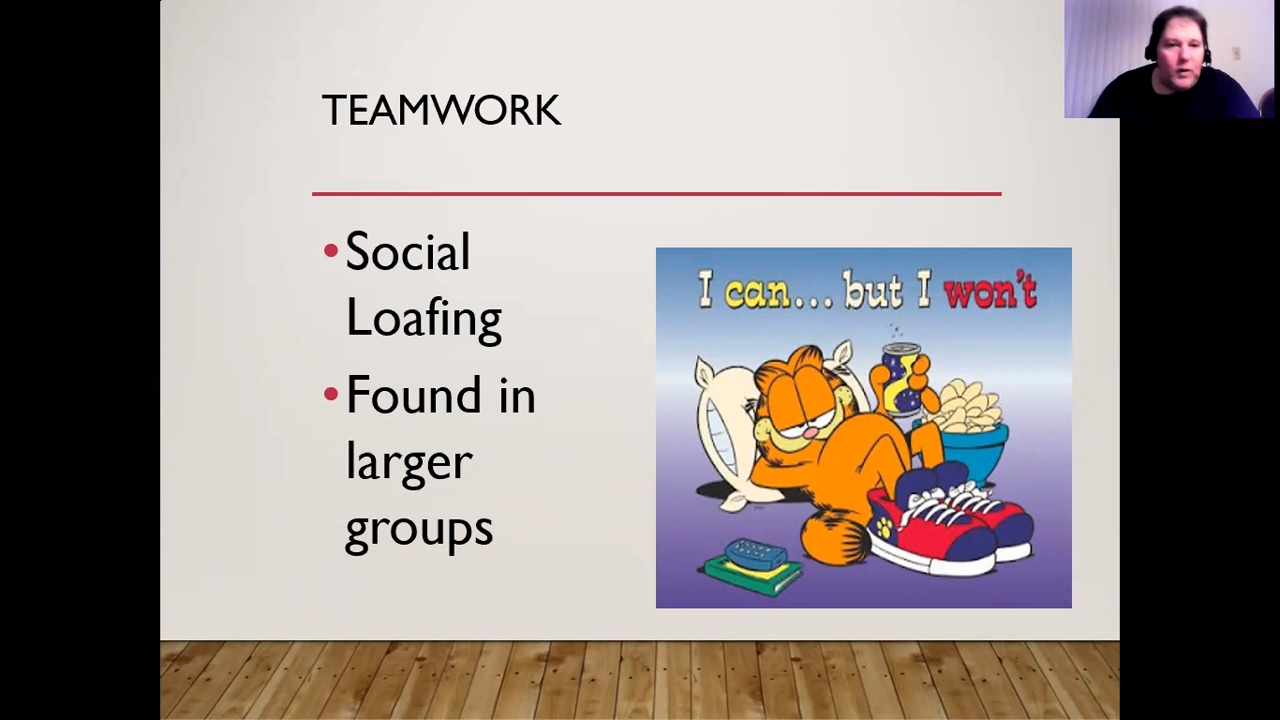 TEAMWORK
•Social
Loafing
•Found in
larger
groups
I can... but I won't